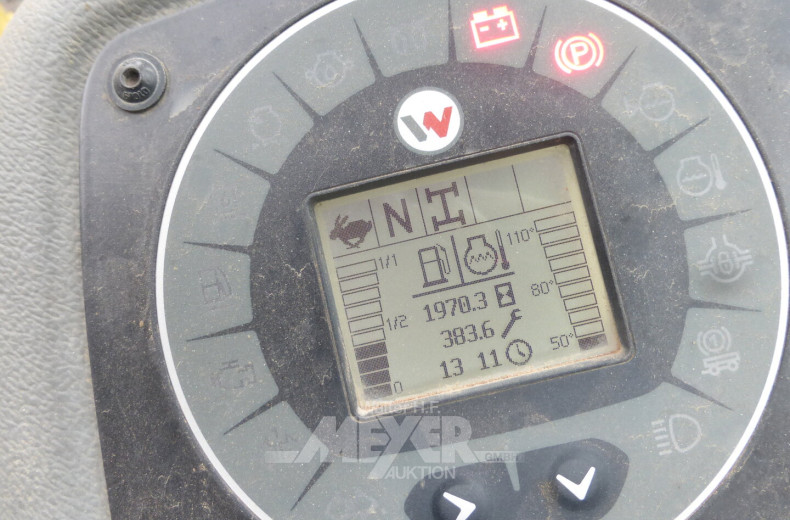 P
W
N
1/1
110°
1970.3
1/2
80°
383.6
50°
13 11
0
MEYER
GMBH
AUKTION